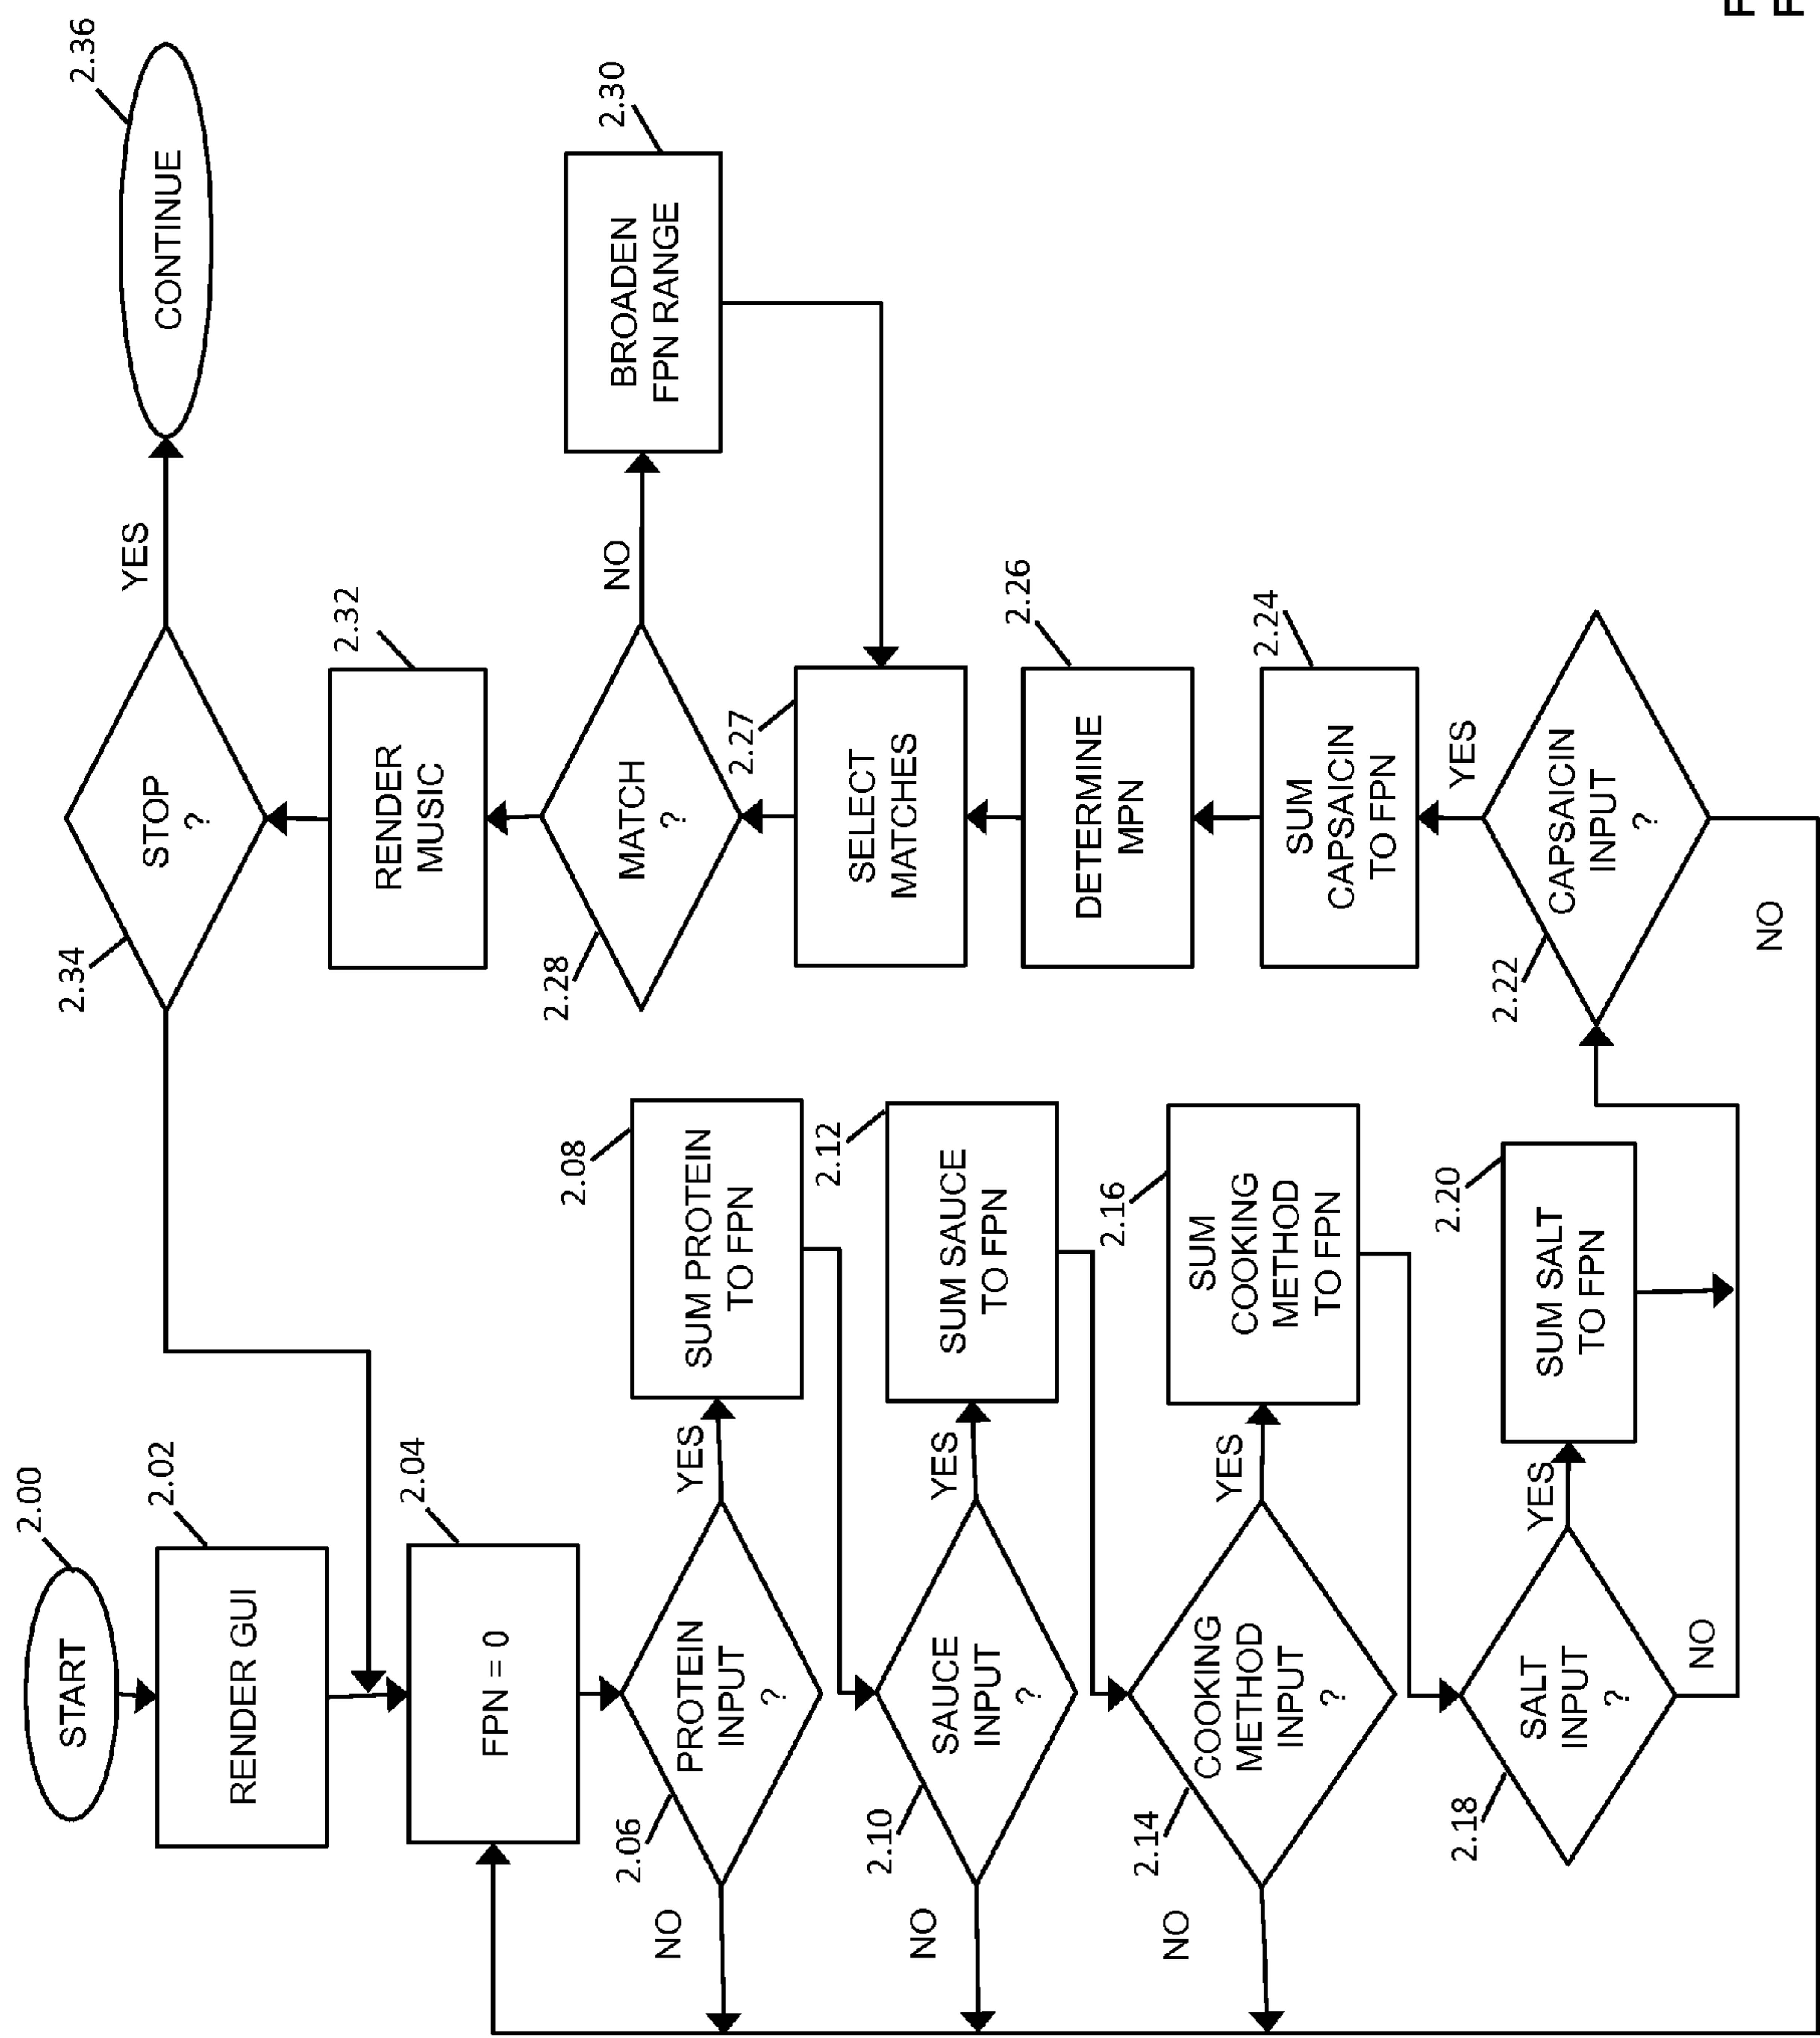 2.00
START
2.02
RENDER GUI
2.04
FPN = 0
2.06
PROTEIN
INPUT
?
NO
YES
2.08
SUM PROTEIN
TO FPN
2.10
SAUCE
INPUT
?
NO
YES
2.12
SUM SAUCE
TO FPN
2.14
COOKING
METHOD
INPUT
?
NO
YES
2.16
SUM
COOKING
METHOD
TO FPN
2.18
SALT
INPUT
?
NO
YES
2.20
SUM SALT
TO FPN
2.22
CAPSAICIN
INPUT
?
NO
YES
2.24
SUM
CAPSAICIN
TO FPN
2.26
DETERMINE
MPN
2.27
SELECT
MATCHES
2.28
MATCH
?
NO
2.30
BROADEN
FPN RANGE
2.32
RENDER
MUSIC
2.34
STOP
?
YES
2.36
CONTINUE